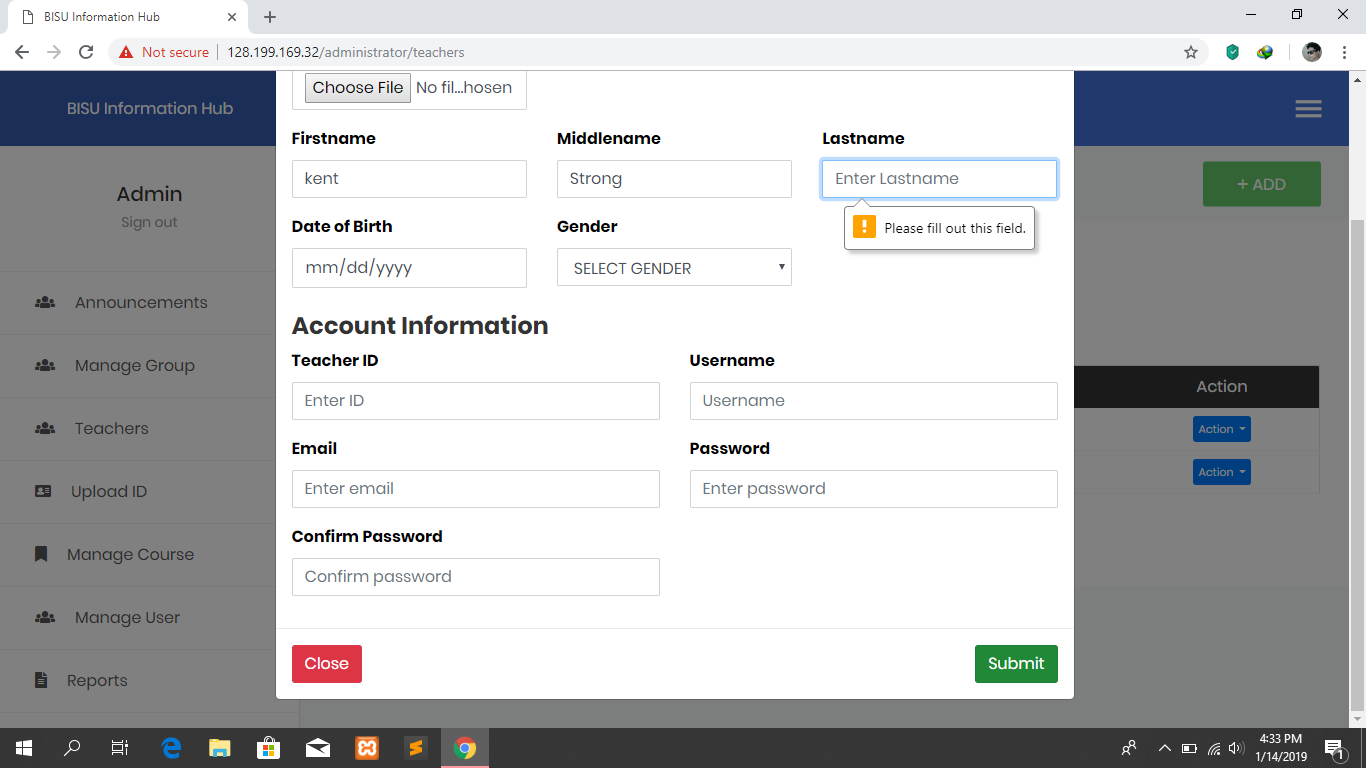 BISU Information Hub
Not secure 128.199.169.32/administrator/teachers
BISU Information Hub
Admin
Sign out
Announcements
Manage Group
Teachers
Upload ID
Manage Course
Manage User
Reports
Choose File No fil...hosen
Firstname Middlename Lastname
kent Strong Enter Lastname
Please fill out this field.
Date of Birth Gender
mm/dd/yyyy SELECT GENDER
Account Information
Teacher ID Username
Enter ID Username
Email Password
Enter email Enter password
Confirm Password
Confirm password
Close Submit
+ ADD
Action
Action
Action
4:33 PM
1/14/2019
1